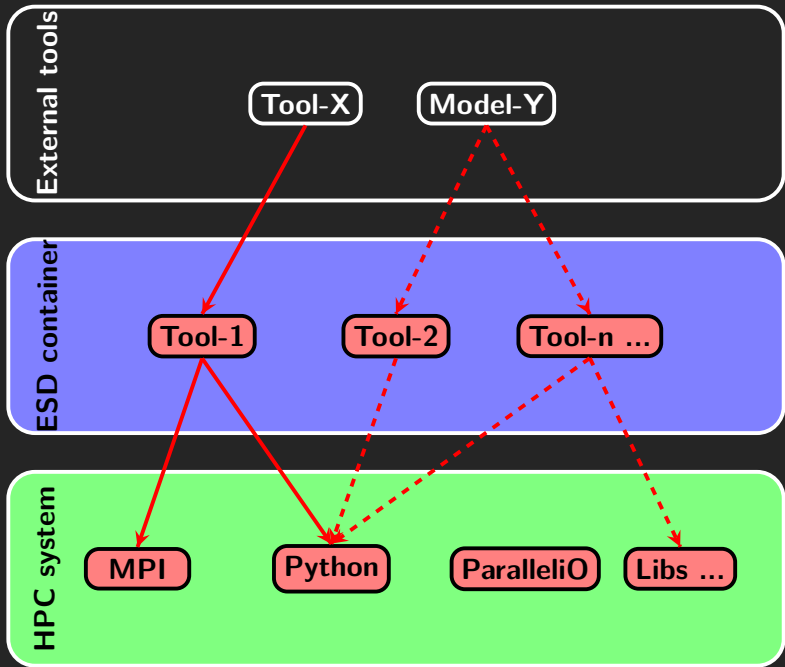 External tools
Tool-X
Model-Y
ESD container
Tool-1
Tool-2
Tool-n ...
HPC system
MPI
Python
ParalleliO
Libs ...